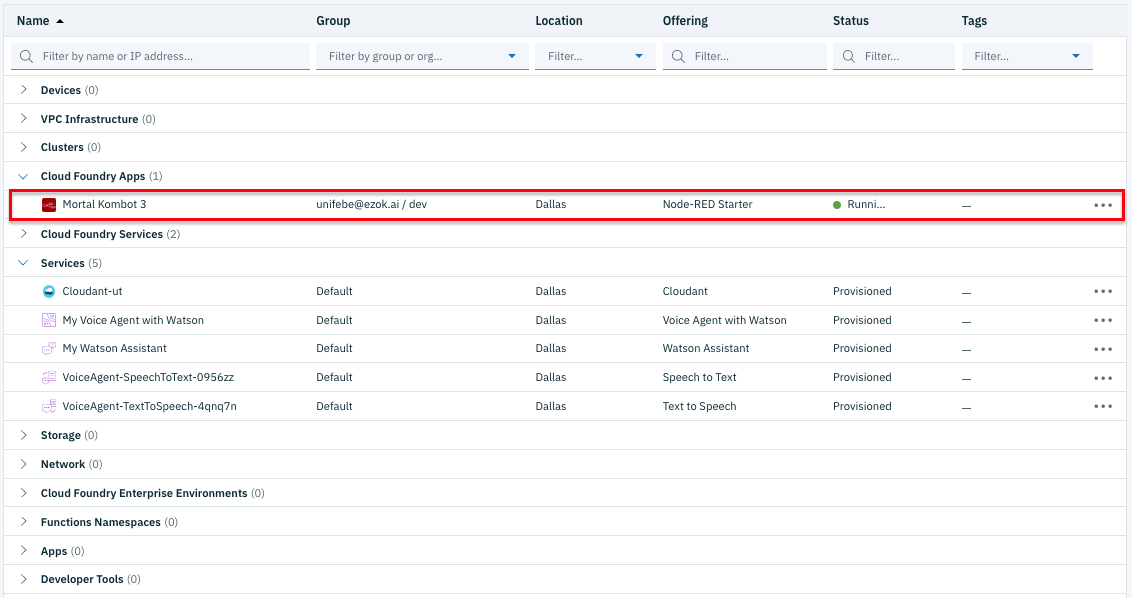 Name Group Location Offering Status Tags
Filter by name or IP address... Filter by group or org... Filter... Filter... Filter... Filter...
Devices (0)
VPC Infrastructure (0)
Clusters (0)
Cloud Foundry Apps (1)
Mortal Kombot 3 unifebe@ezok.ai / dev Dallas Node-RED Starter Runni... —
Cloud Foundry Services (2)
Services (5)
Cloudant-ut Default Dallas Cloudant Provisioned —
My Voice Agent with Watson Default Dallas Voice Agent with Watson Provisioned —
My Watson Assistant Default Dallas Watson Assistant Provisioned —
VoiceAgent-SpeechToText-0956zz Default Dallas Speech to Text Provisioned —
VoiceAgent-TextToSpeech-4qnq7n Default Dallas Text to Speech Provisioned —
Storage (0)
Network (0)
Cloud Foundry Enterprise Environments (0)
Functions Namespaces (0)
Apps (0)
Developer Tools (0)